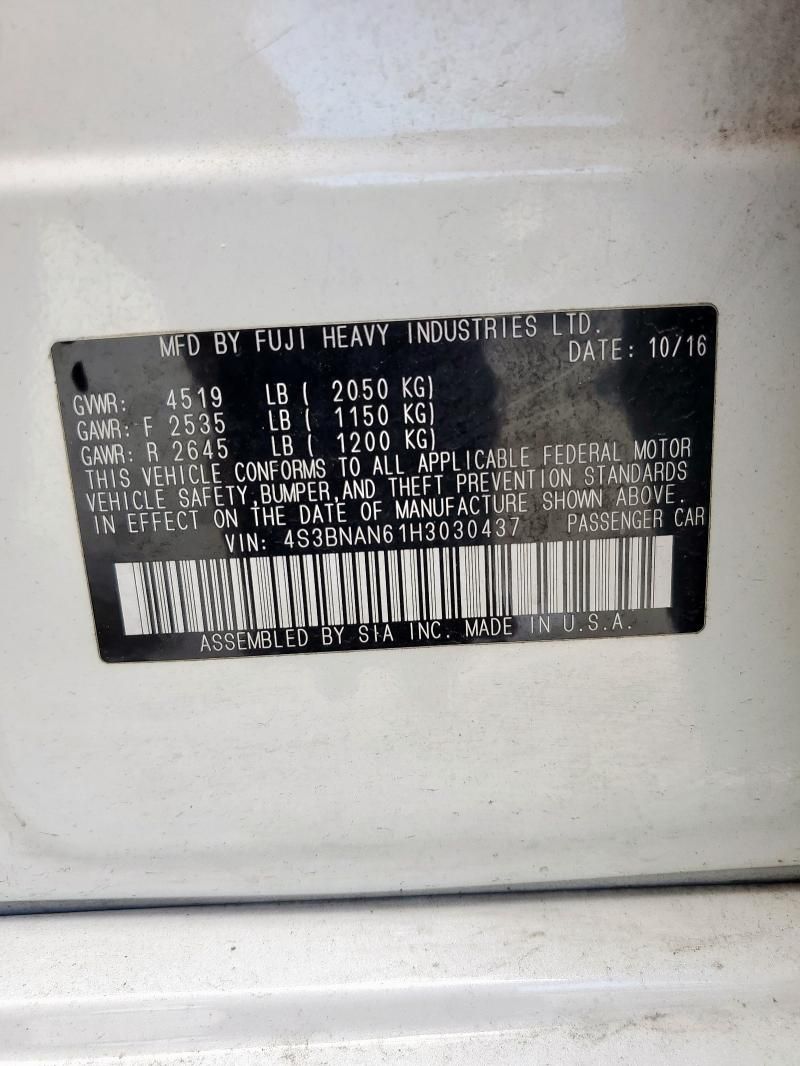 MFD BY FUJI HEAVY INDUSTRIES LTD.
DATE: 10/16
GVWR: 4519 LB ( 2050 KG)
GAWR: F 2535 LB ( 1150 KG)
GAWR: R 2645 LB ( 1200 KG)
THIS VEHICLE CONFORMS TO ALL APPLICABLE FEDERAL MOTOR
VEHICLE SAFETY,BUMPER,AND THEFT PREVENTION STANDARDS
IN EFFECT ON THE DATE OF MANUFACTURE SHOWN ABOVE.
VIN: 4S3BNAN61H3030437 PASSENGER CAR
ASSEMBLED BY SIA INC. MADE IN U.S.A.